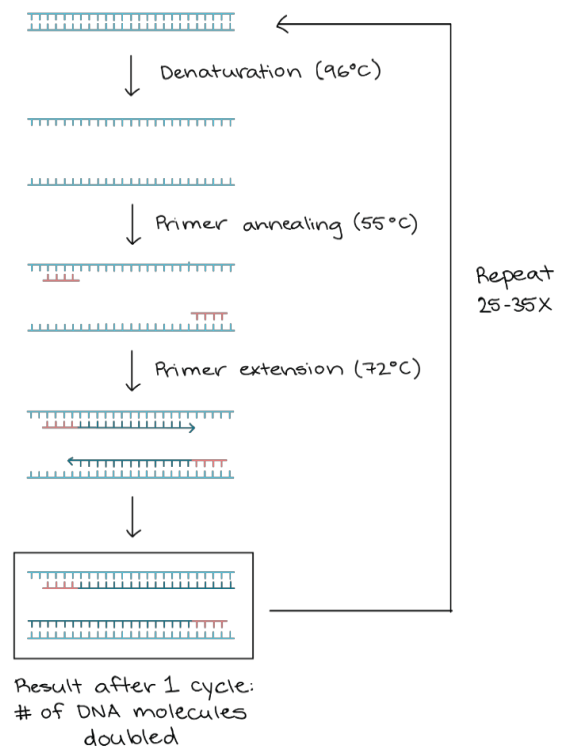 Denaturation (96°C)
Primer annealing (55°C)
Repeat
25-35X
Primer extension (72°C)
Result after 1 cycle:
# of DNA molecules
doubled